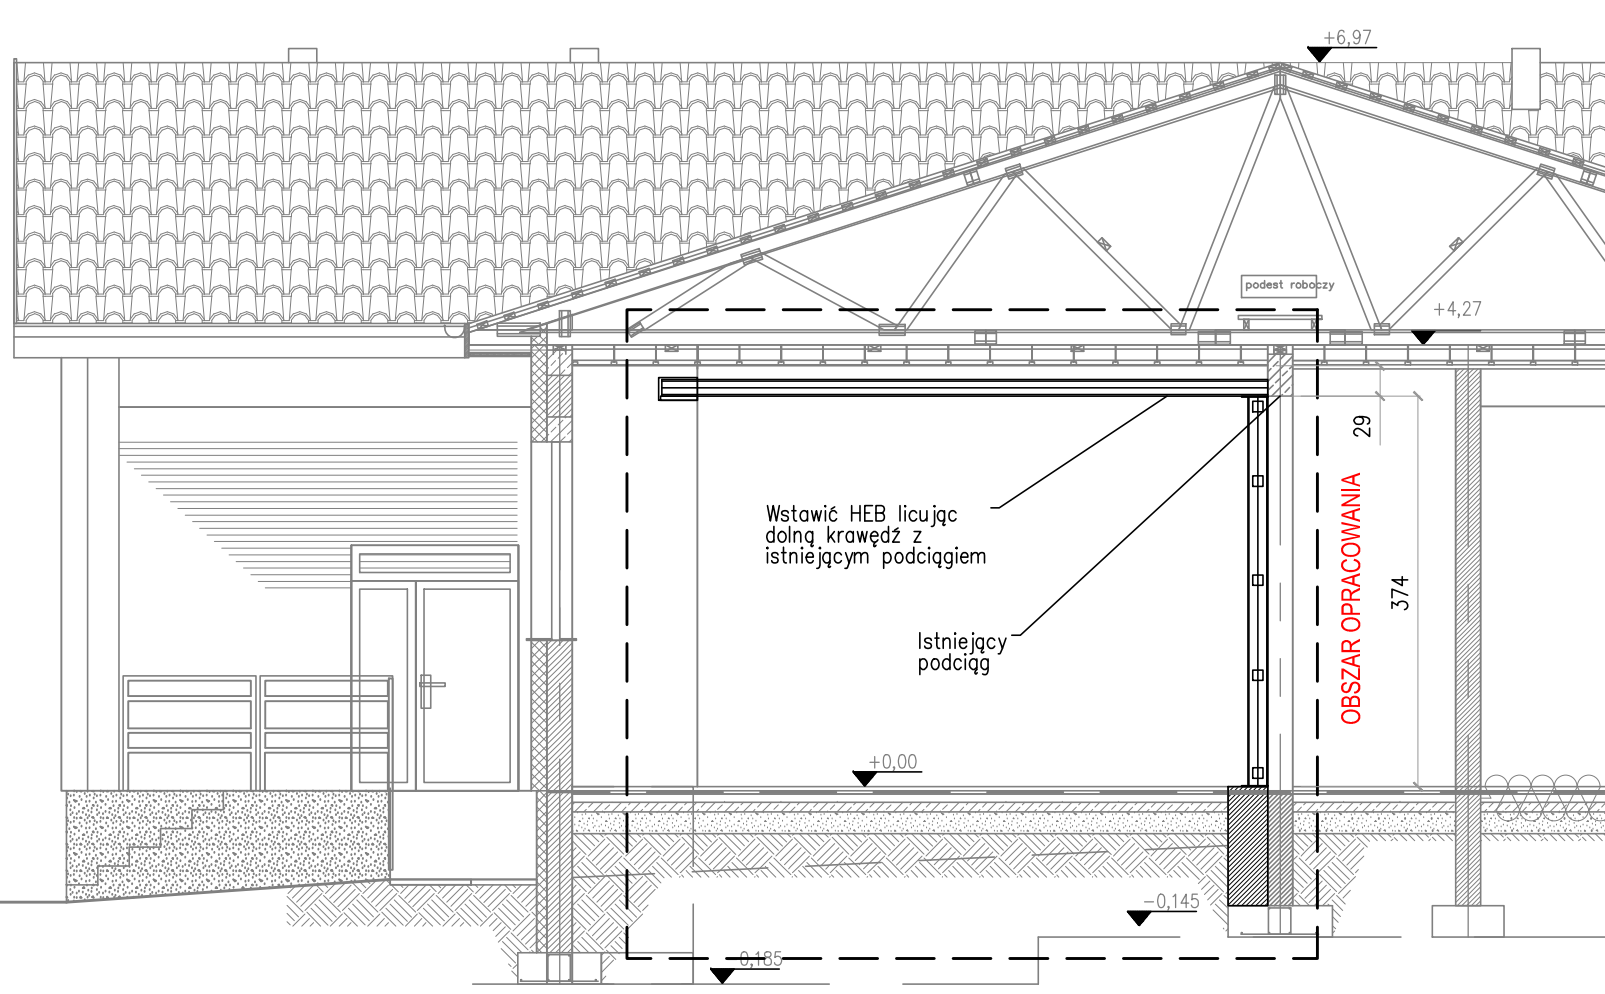 +6,97
podest roboczy
+4,27
29
Wstawić HEB licując
dolną krawędź z
istniejącym podciągiem
OBSZAR OPRACOWANIA
374
Istniejący
podciąg
+0,00
-0,145
0,185